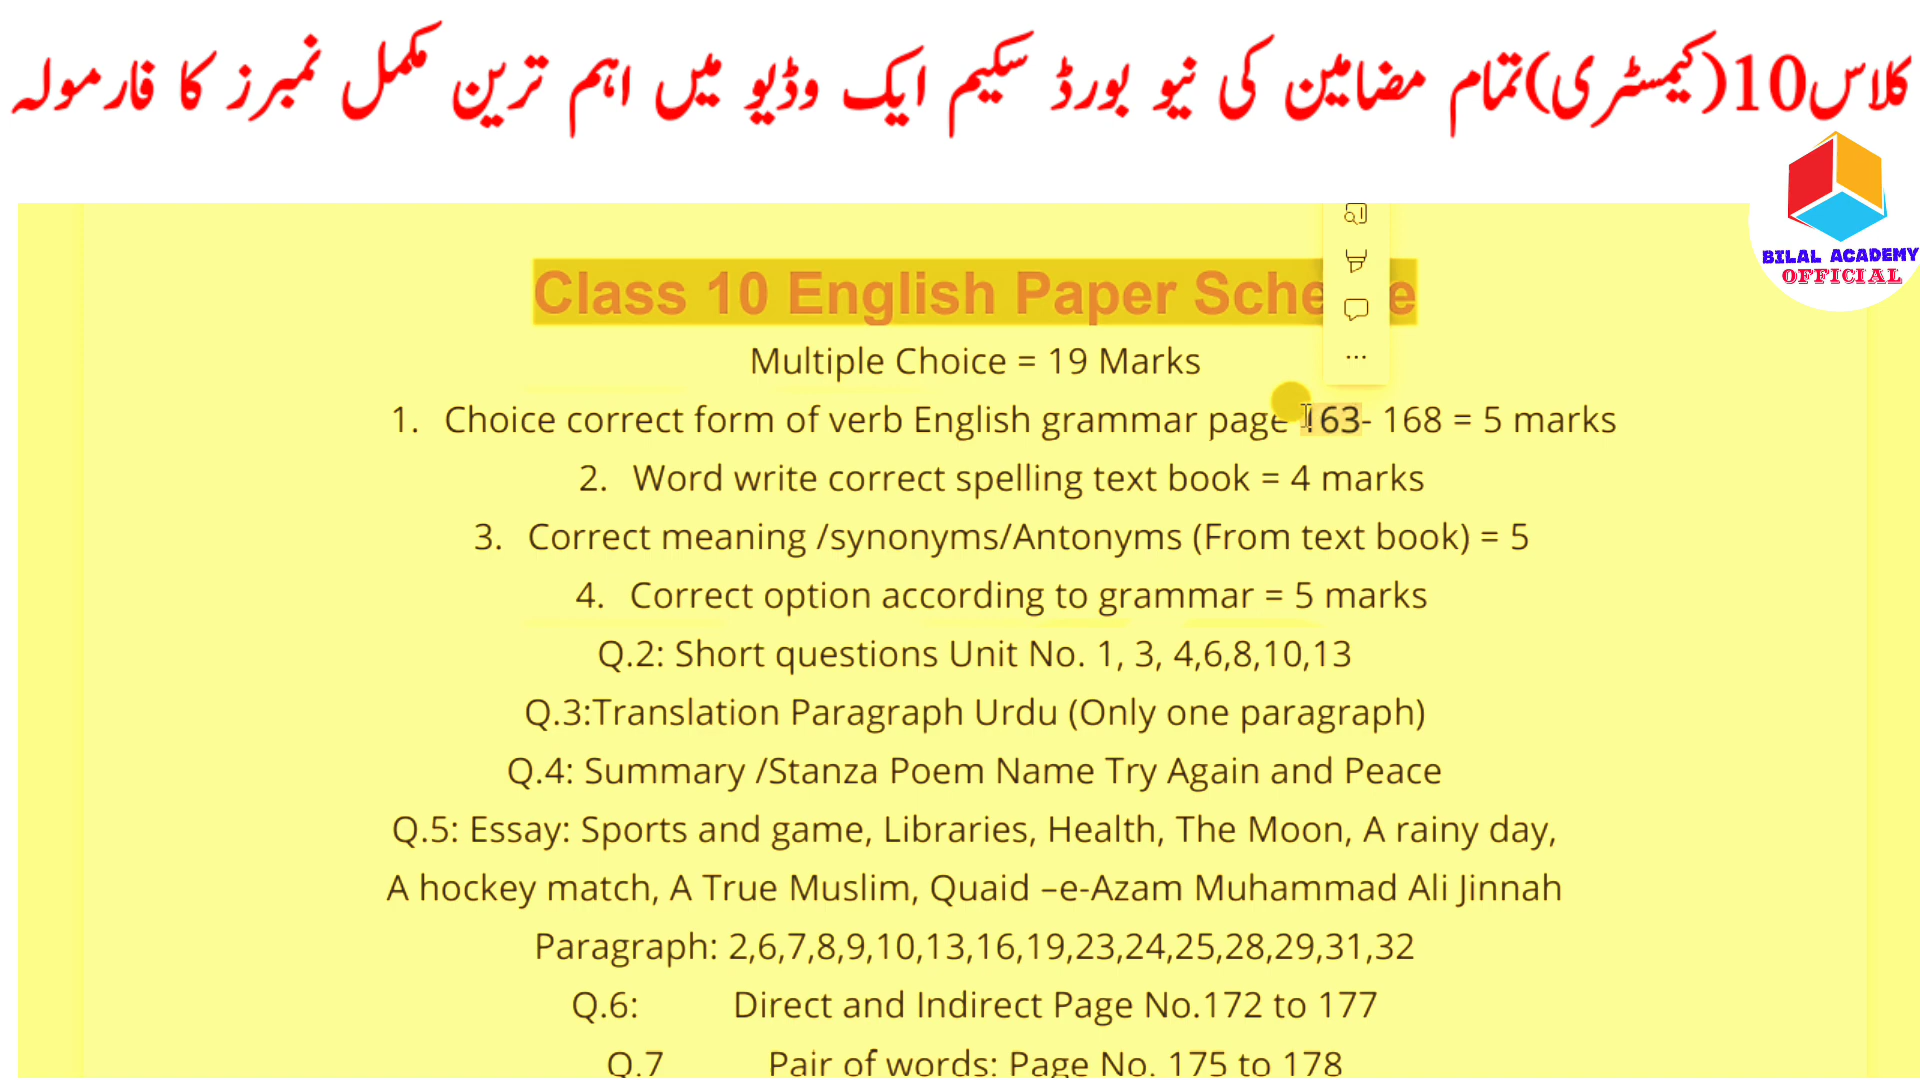 کلاس10(کیمسٹری)تمام مضامین کی نیو بورڈ سکیم ایک وڈیو میں اہم ترین مکمل نمبرز کا فارمولہ
BILAL ACADEMY
OFFICIAL
Class 10 English Paper Sche e
Multiple Choice = 19 Marks
1. Choice correct form of verb English grammar page 163- 168 = 5 marks
2. Word write correct spelling text book = 4 marks
3. Correct meaning /synonyms/Antonyms (From text book) = 5
4. Correct option according to grammar = 5 marks
Q.2: Short questions Unit No. 1, 3, 4,6,8,10,13
Q.3:Translation Paragraph Urdu (Only one paragraph)
Q.4: Summary /Stanza Poem Name Try Again and Peace
Q.5: Essay: Sports and game, Libraries, Health, The Moon, A rainy day,
A hockey match, A True Muslim, Quaid –e-Azam Muhammad Ali Jinnah
Paragraph: 2,6,7,8,9,10,13,16,19,23,24,25,28,29,31,32
Q.6: Direct and Indirect Page No.172 to 177
Q.7 Pair of words: Page No. 175 to 178